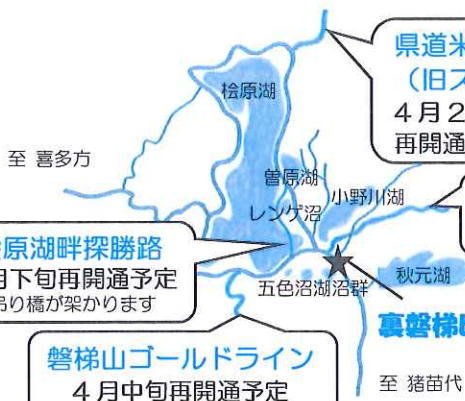 県道米
（旧ス
４月２
再開通
桧原湖
至 喜多方
曽原湖
小野川湖
レンゲ沼
原湖畔探勝路
月下旬再開通予定
吊り橋が架かります
五色沼湖沼群
秋元湖
裏磐梯
磐梯山ゴールドライン
４月中旬再開通予定
至 猪苗代